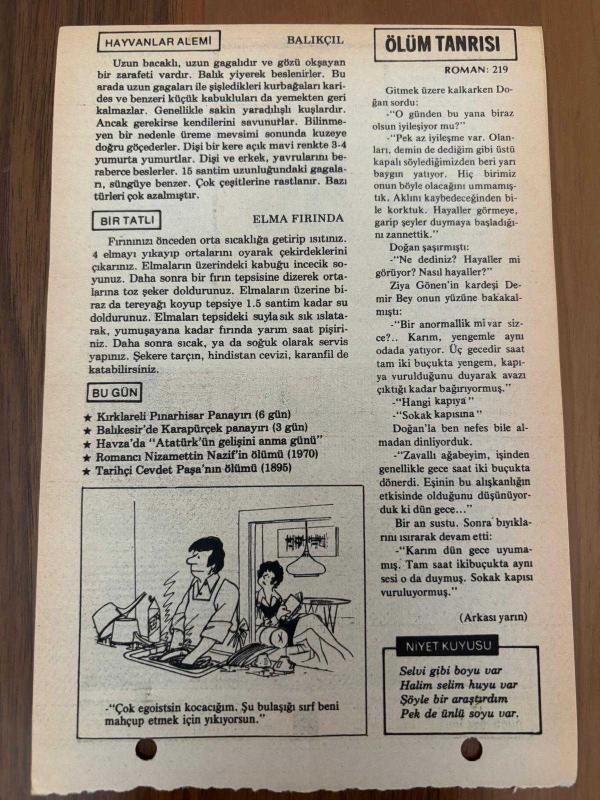 HAYVANLAR ALEMİ
BALIKÇIL
Uzun bacaklı, uzun gagalıdır ve gözü okşayan
bir zarafeti vardır. Balık yiyerek beslenirler. Bu
arada uzun gagaları ile şişledikleri kurbağaları kari-
des ve benzeri küçük kabukluları da yemekten geri
kalmazlar. Genellikle sakin yaradılışlı kuşlardır.
Ancak gerekirse kendilerini savunurlar. Bilinme-
yen bir nedenle üreme mevsimi sonunda kuzeye
doğru göçederler. Dişi bir kere açık mavi renkte 3-4
yumurta yumurtlar. Dişi ve erkek, yavrularını be-
raberce beslerler. 15 santim uzunluğundaki gagala-
rı, süngüye benzer. Çok çeşitlerine rastlanır. Bazı
türleri çok azalmıştır.
BİR TATLI
ELMA FIRINDA
Fırınınızı önceden orta sıcaklığa getirip ısıtınız.
4 elmayı yıkayıp ortalarını oyarak çekirdeklerini
çıkarınız. Elmaların üzerindeki kabuğu incecik so-
yunuz. Daha sonra bir fırın tepsisine dizerek orta-
larına toz şeker doldurunuz. Elmaların üzerine bi-
raz da tereyağı koyup tepsiye 1.5 santim kadar su
doldurunuz. Elmaları tepsideki suyla sık sık ıslata-
rak, yumuşayana kadar fırında yarım saat pişiri-
niz. Daha sonra sıcak, ya da soğuk olarak servis
yapınız. Şekere tarçın, hindistan cevizi, karanfil de
katabilirsiniz.
BU GÜN
★ Kırklareli Pınarhisar Panayırı (6 gün)
★ Balıkesir'de Karapürçek panayırı (3 gün)
★ Havza'da "Atatürk'ün gelişini anma günü"
★ Romancı Nizamettin Nazif'in ölümü (1970)
★ Tarihçi Cevdet Paşa'nın ölümü (1895)
-"Çok egoistsin kocacığım. Şu bulaşığı sırf beni
mahçup etmek için yıkıyorsun."
ÖLÜM TANRISI
ROMAN: 219
Gitmek üzere kalkarken Do-
ğan sordu:
-"O günden bu yana biraz
olsun iyileşiyor mu?"
-"Pek az iyileşme var. Olan-
ları, demin de dediğim gibi üstü
kapalı söylediğimizden beri yarı
baygın yatıyor. Hiç birimiz
onun böyle olacağını ummamış-
tık. Aklını kaybedeceğinden bi-
le korktuk. Hayaller görmeye,
garip şeyler duymaya başladığı-
nı zannettik."
Doğan şaşırmıştı:
-"Ne dediniz? Hayaller mi
görüyor? Nasıl hayaller?"
Ziya Gönen'in kardeşi De-
mir Bey onun yüzüne bakakal-
mıştı:
-"Bir anormallik mi var siz-
ce?.. Karım, yengemle aynı
odada yatıyor. Üç gecedir saat
tam iki buçukta yengem, kapı-
ya vurulduğunu duyarak avazı
çıktığı kadar bağırıyormuş."
-"Hangi kapıya"
-"Sokak kapısına"
Doğan'la ben nefes bile al-
madan dinliyorduk.
-"Zavallı ağabeyim, işinden
genellikle gece saat iki buçukta
dönerdi. Eşinin bu alışkanlığın
etkisinde olduğunu düşünüyor-
duk ki dün gece..."
Bir an sustu. Sonra bıyıkla-
rını ısırarak devam etti:
-"Karım dün gece uyuma-
mış. Tam saat ikibuçukta aynı
sesi o da duymuş. Sokak kapısı
vuruluyormuş."
(Arkası yarın)
NİYET KUYUSU
Selvi gibi boyu var
Halim selim huyu var
Şöyle bir araştırdım
Pek de ünlü soyu var.